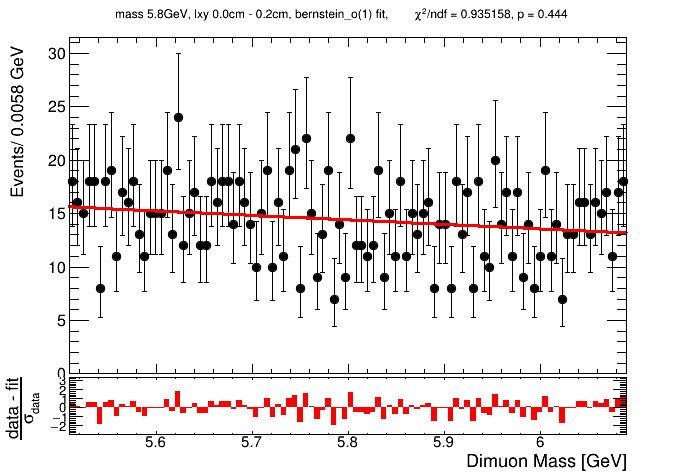 mass 5.8GeV, lxy 0.0cm - 0.2cm, bernstein_o(1) fit, χ²/ndf = 0.935158, p = 0.444
Events/ 0.0058 GeV
30
25
20
15
10
5
0
data - fit
σdata
3
2
1
0
−1
−2
5.6 5.7 5.8 5.9 6
Dimuon Mass [GeV]